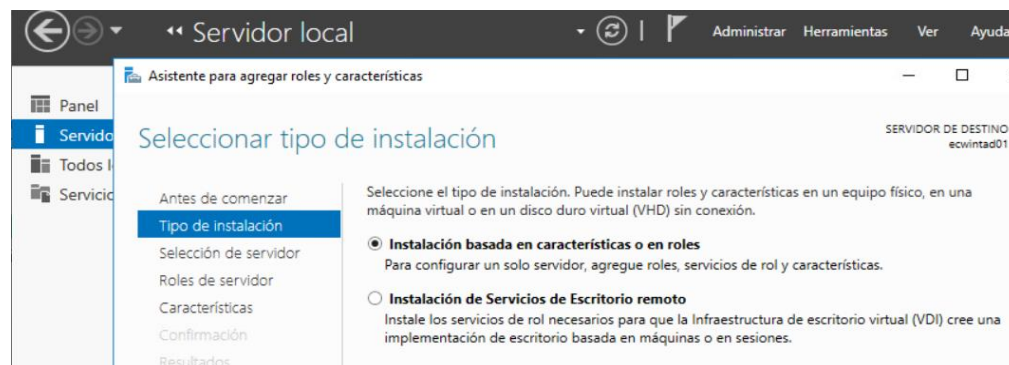 Servidor local
Administrar Herramientas Ver Ayuda
Asistente para agregar roles y características
Panel
Seleccionar tipo de instalación
SERVIDOR DE DESTINO
ecwintad01
Antes de comenzar
Tipo de instalación
Selección de servidor
Roles de servidor
Características
Confirmación
Resultados
Seleccione el tipo de instalación. Puede instalar roles y características en un equipo físico, en una
máquina virtual o en un disco duro virtual (VHD) sin conexión.
Instalación basada en características o en roles
Para configurar un solo servidor, agregue roles, servicios de rol y características.
Instalación de Servicios de Escritorio remoto
Instale los servicios de rol necesarios para que la Infraestructura de escritorio virtual (VDI) cree una
implementación de escritorio basada en máquinas o en sesiones.